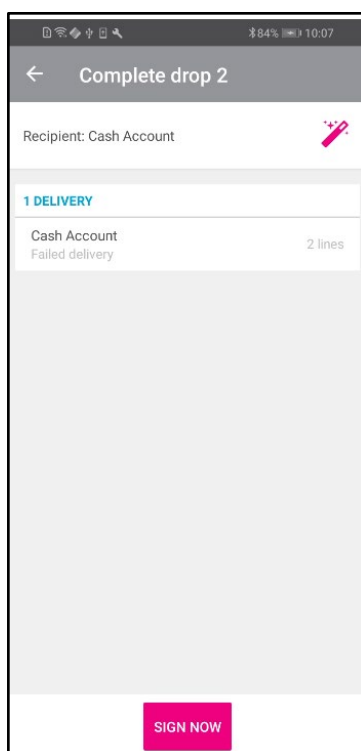 84% 10:07
Complete drop 2
Recipient: Cash Account
1 DELIVERY
Cash Account
2 lines
Failed delivery
SIGN NOW